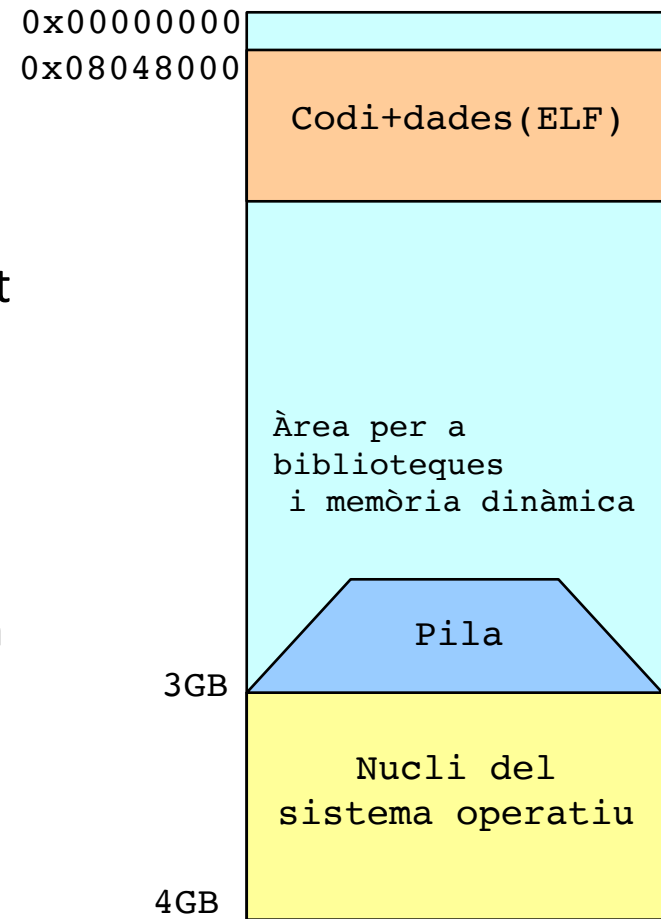 0x00000000
0x08048000
Codi+dades(ELF)
t
Àrea per a
biblioteques
i memòria dinàmica
Pila
3GB
Nucli del
sistema operatiu
4GB